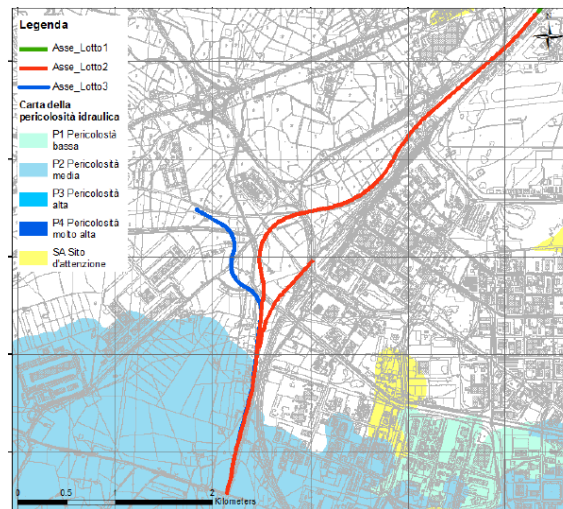 Legenda
Asse_Lotto1
Asse_Lotto2
Asse_Lotto3
Carta della
pericolosità idraulica
P1 Pericolostà
bassa
P2 Pericolostà
media
P3 Pericolostà
alta
P4 Pericolostà
molto alta
SA Sito
d'attenzione
0 0.5 1 2
Kilometers